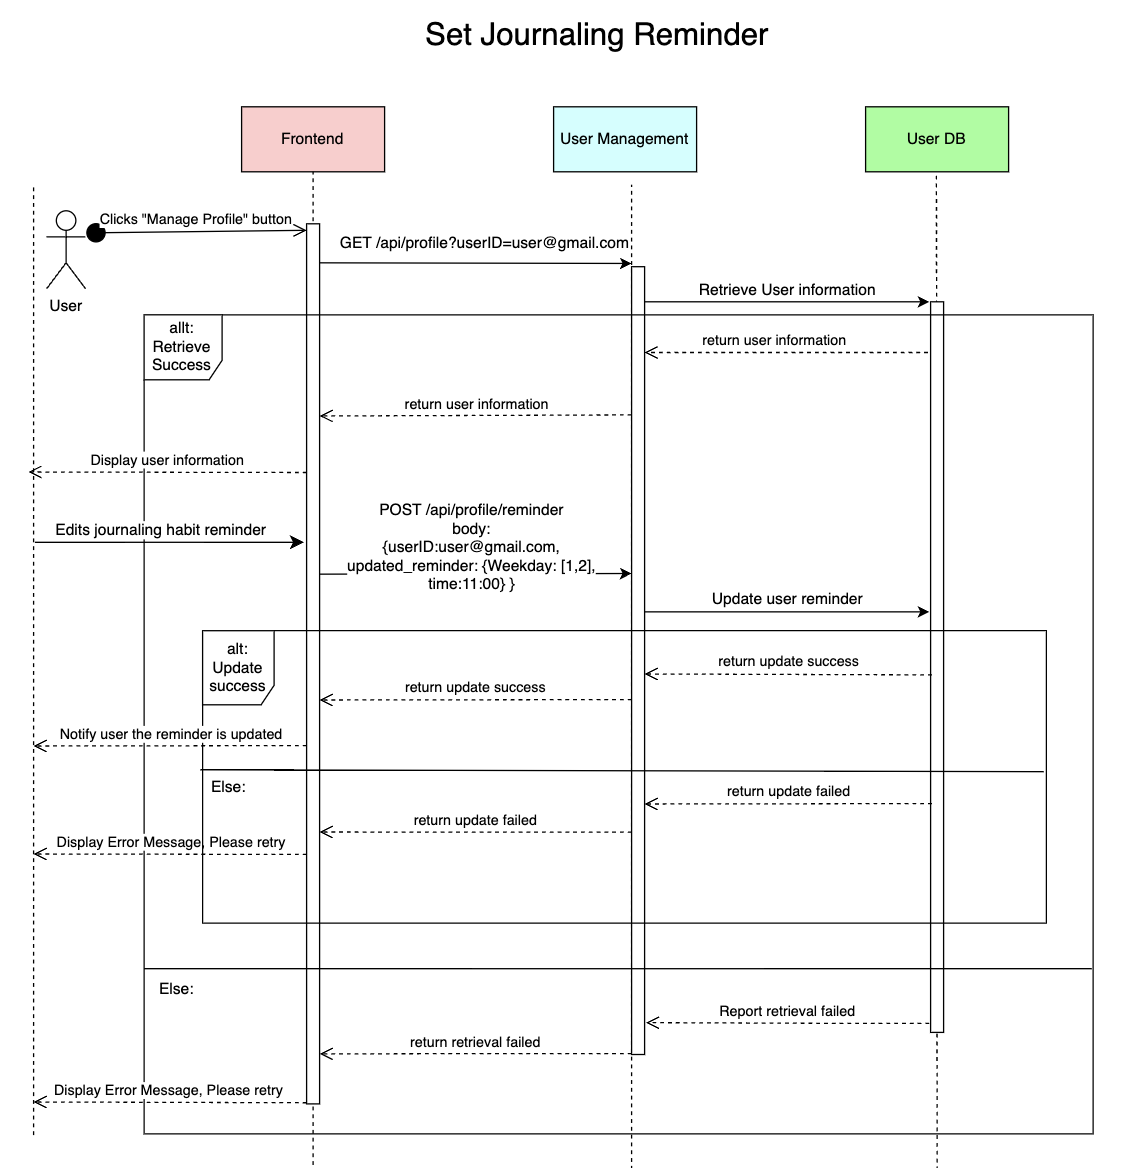 Set Journaling Reminder
Frontend
User Management
User DB
Clicks "Manage Profile" button
GET /api/profile?userID=user@gmail.com
User
Retrieve User information
allt:
Retrieve
Success
return user information
return user information
Display user information
POST /api/profile/reminder
body:
{userID:user@gmail.com,
updated_reminder: {Weekday: [1,2],
time:11:00} }
Edits journaling habit reminder
Update user reminder
alt:
Update
success
return update success
return update success
Notify user the reminder is updated
Else:
return update failed
return update failed
Display Error Message, Please retry
Else:
Report retrieval failed
return retrieval failed
Display Error Message, Please retry